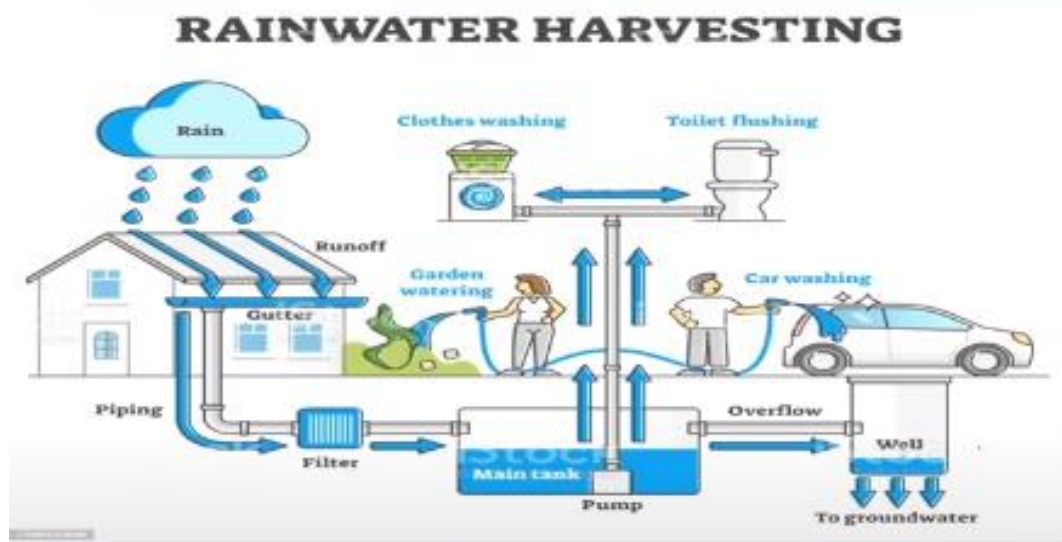 RAINWATER HARVESTING
Rain
Clothes washing
Toilet flushing
Runoff
Garden
watering
Car washing
Gutter
Piping
Filter
Main tank
Pump
Overflow
Well
To groundwater